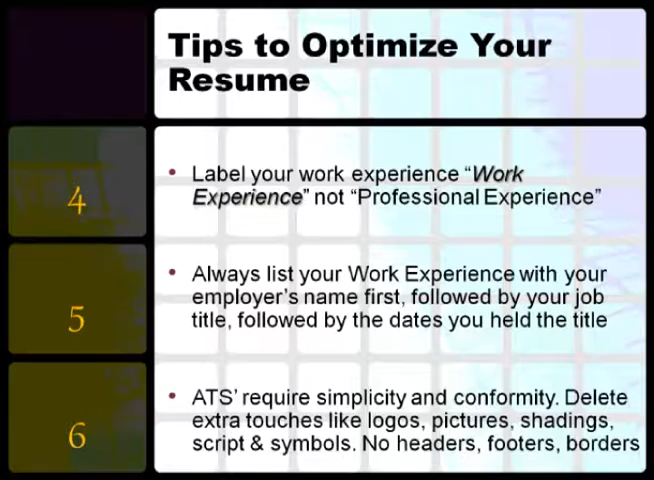 Tips to Optimize Your
Resume
4
• Label your work experience “Work
Experience” not “Professional Experience”
5
• Always list your Work Experience with your
employer’s name first, followed by your job
title, followed by the dates you held the title
6
• ATS’ require simplicity and conformity. Delete
extra touches like logos, pictures, shadings,
script & symbols. No headers, footers, borders